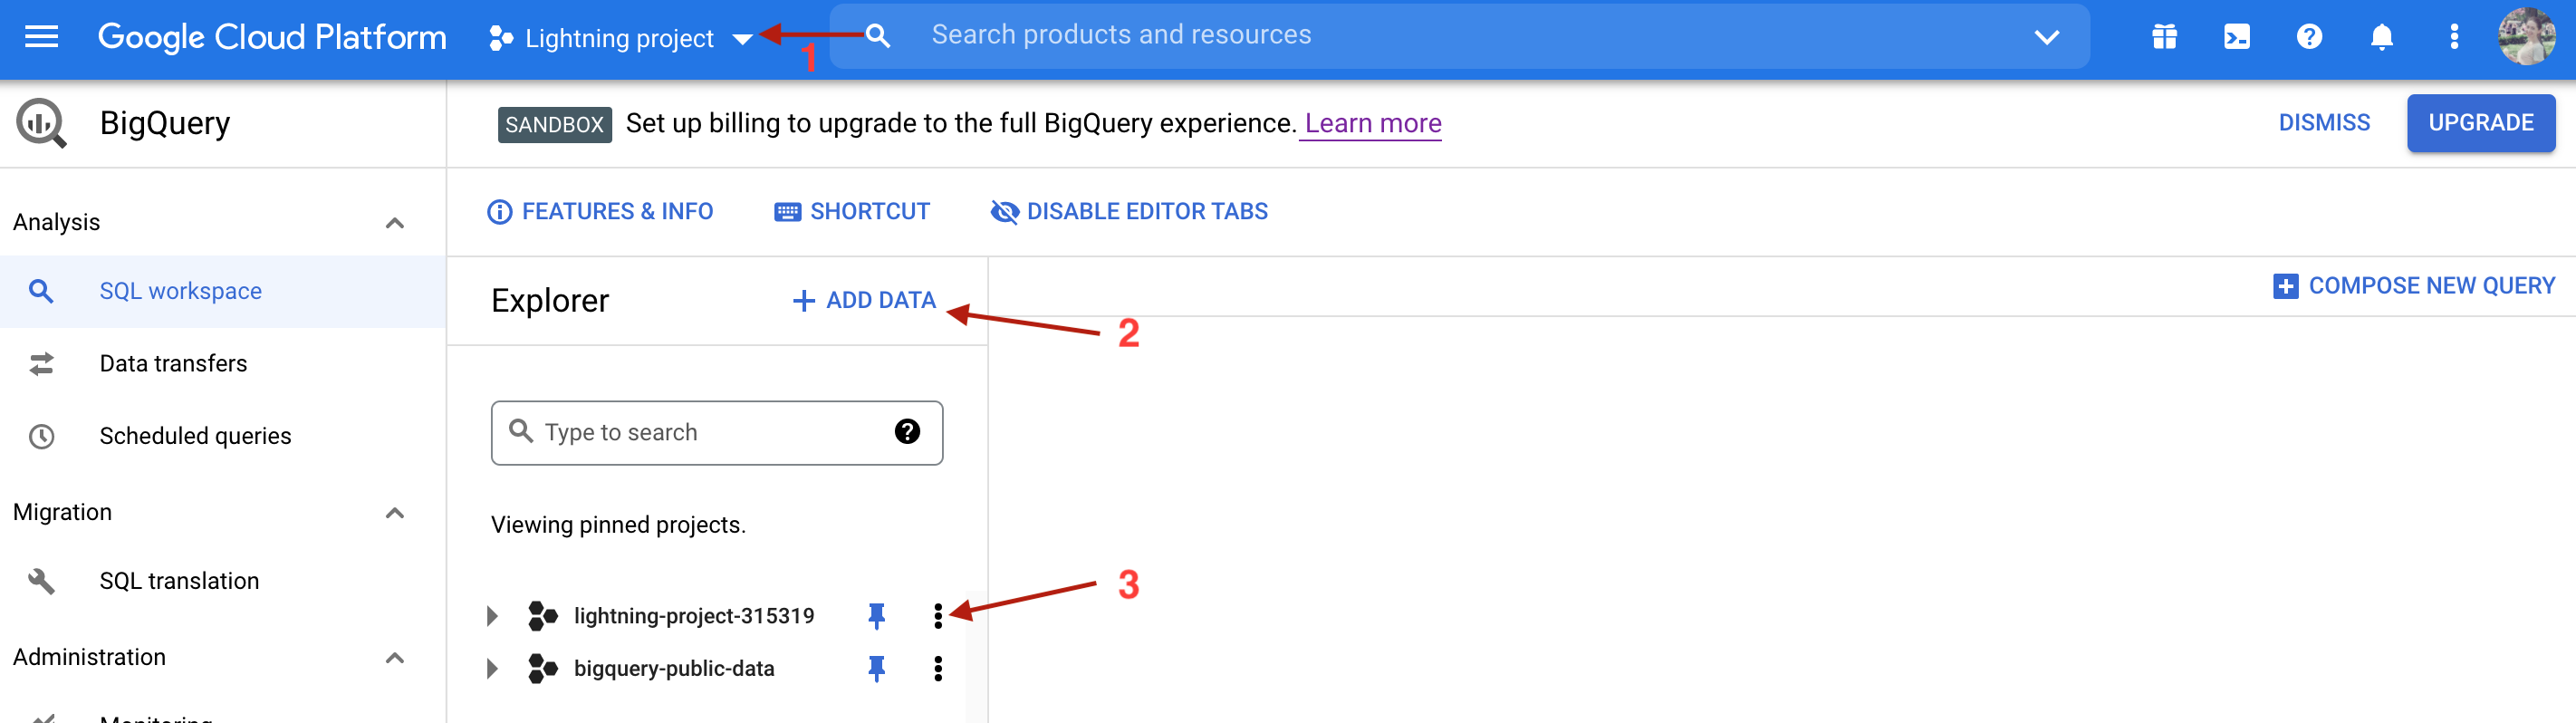 Google Cloud Platform
Lightning project
1
Search products and resources
BigQuery
SANDBOX Set up billing to upgrade to the full BigQuery experience. Learn more
DISMISS
UPGRADE
Analysis
SQL workspace
Data transfers
Scheduled queries
Migration
SQL translation
Administration
Monitoring
FEATURES & INFO
SHORTCUT
DISABLE EDITOR TABS
Explorer
ADD DATA
2
COMPOSE NEW QUERY
Type to search
Viewing pinned projects.
lightning-project-315319
3
bigquery-public-data